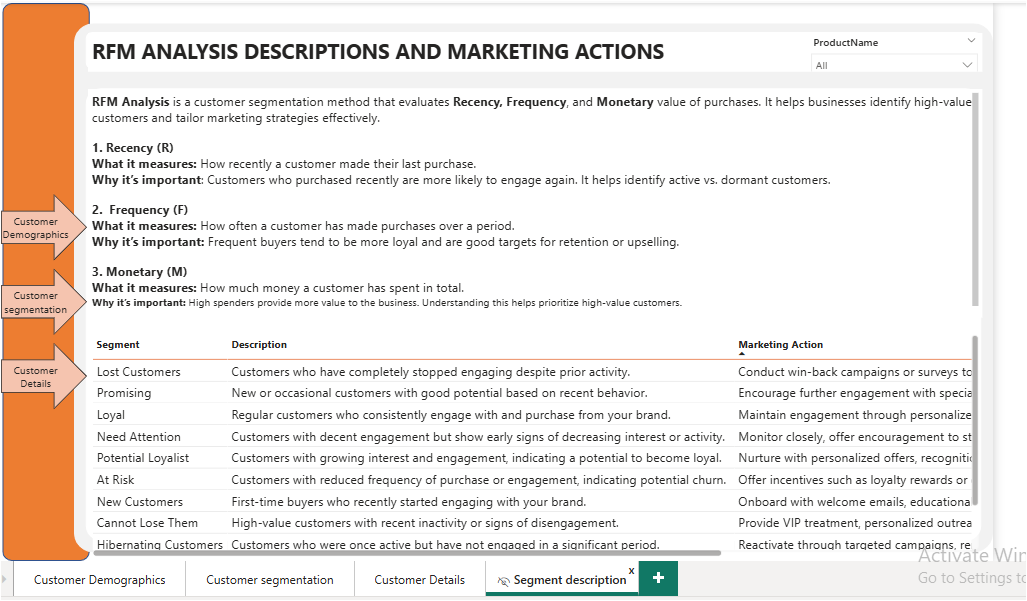 RFM ANALYSIS DESCRIPTIONS AND MARKETING ACTIONS
ProductName
All
RFM Analysis is a customer segmentation method that evaluates Recency, Frequency, and Monetary value of purchases. It helps businesses identify high-value
customers and tailor marketing strategies effectively.
1. Recency (R)
What it measures: How recently a customer made their last purchase.
Why it's important: Customers who purchased recently are more likely to engage again. It helps identify active vs. dormant customers.
2. Frequency (F)
What it measures: How often a customer has made purchases over a period.
Why it's important: Frequent buyers tend to be more loyal and are good targets for retention or upselling.
3. Monetary (M)
What it measures: How much money a customer has spent in total.
Why it's important: High spenders provide more value to the business. Understanding this helps prioritize high-value customers.
Customer
Demographics
Customer
segmentation
Customer
Details
Segment Description Marketing Action
Lost Customers Customers who have completely stopped engaging despite prior activity. Conduct win-back campaigns or surveys to
Promising New or occasional customers with good potential based on recent behavior. Encourage further engagement with specia
Loyal Regular customers who consistently engage with and purchase from your brand. Maintain engagement through personalize
Need Attention Customers with decent engagement but show early signs of decreasing interest or activity. Monitor closely, offer encouragement to st
Potential Loyalist Customers with growing interest and engagement, indicating a potential to become loyal. Nurture with personalized offers, recognitio
At Risk Customers with reduced frequency of purchase or engagement, indicating potential churn. Offer incentives such as loyalty rewards or
New Customers First-time buyers who recently started engaging with your brand. Onboard with welcome emails, educationa
Cannot Lose Them High-value customers with recent inactivity or signs of disengagement. Provide VIP treatment, personalized outrea
Hibernating Customers Customers who were once active but have not engaged in a significant period. Reactivate through targeted campaigns, re
Activate Win
Go to Settings to
Customer Demographics Customer segmentation Customer Details Segment description x +